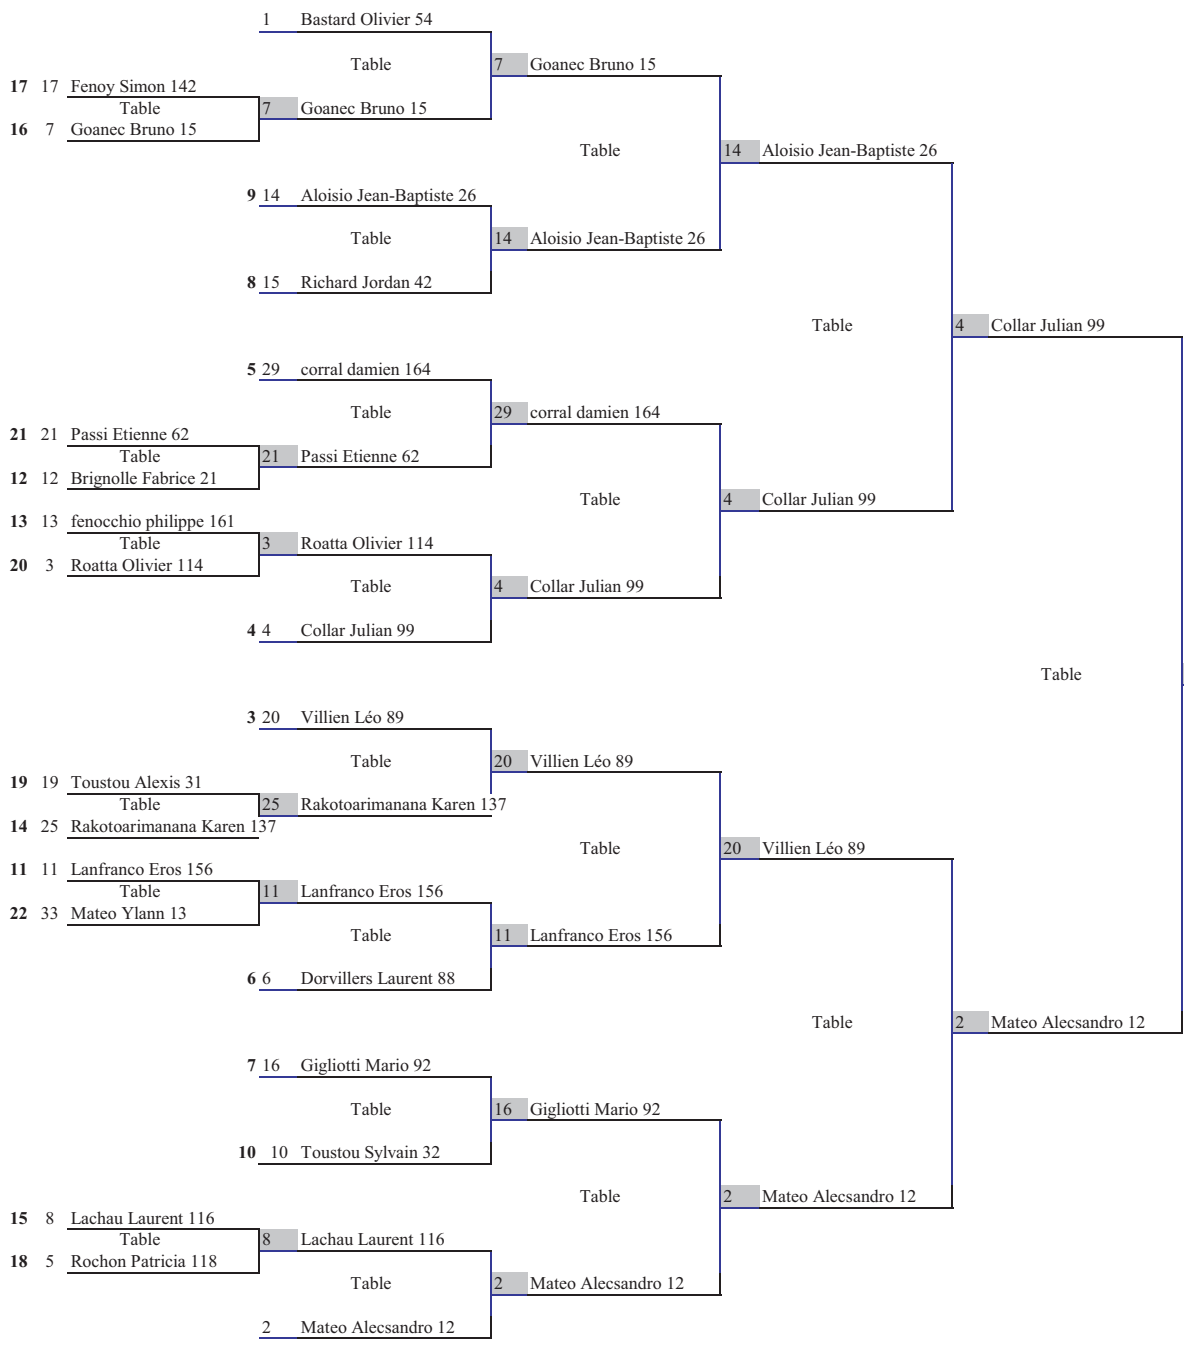 1 Bastard Olivier 54
Table 7 Goanec Bruno 15
17 17 Fenoy Simon 142
Table 7 Goanec Bruno 15
16 7 Goanec Bruno 15
Table 14 Aloisio Jean-Baptiste 26
9 14 Aloisio Jean-Baptiste 26
Table 14 Aloisio Jean-Baptiste 26
8 15 Richard Jordan 42
Table 4 Collar Julian 99
5 29 corral damien 164
Table 29 corral damien 164
21 21 Passi Etienne 62
Table 21 Passi Etienne 62
12 12 Brignolle Fabrice 21
Table 4 Collar Julian 99
13 13 fenocchio philippe 161
Table 3 Roatta Olivier 114
20 3 Roatta Olivier 114
Table 4 Collar Julian 99
4 4 Collar Julian 99
Table
3 20 Villien Léo 89
Table 20 Villien Léo 89
19 19 Toustou Alexis 31
Table 25 Rakotoarimanana Karen 137
14 25 Rakotoarimanana Karen 137
Table 20 Villien Léo 89
11 11 Lanfranco Eros 156
Table 11 Lanfranco Eros 156
22 33 Mateo Ylann 13
Table 11 Lanfranco Eros 156
6 6 Dorvillers Laurent 88
Table 2 Mateo Alecsandro 12
7 16 Gigliotti Mario 92
Table 16 Gigliotti Mario 92
10 10 Toustou Sylvain 32
Table 2 Mateo Alecsandro 12
15 8 Lachau Laurent 116
Table 8 Lachau Laurent 116
18 5 Rochon Patricia 118
Table 2 Mateo Alecsandro 12
2 Mateo Alecsandro 12